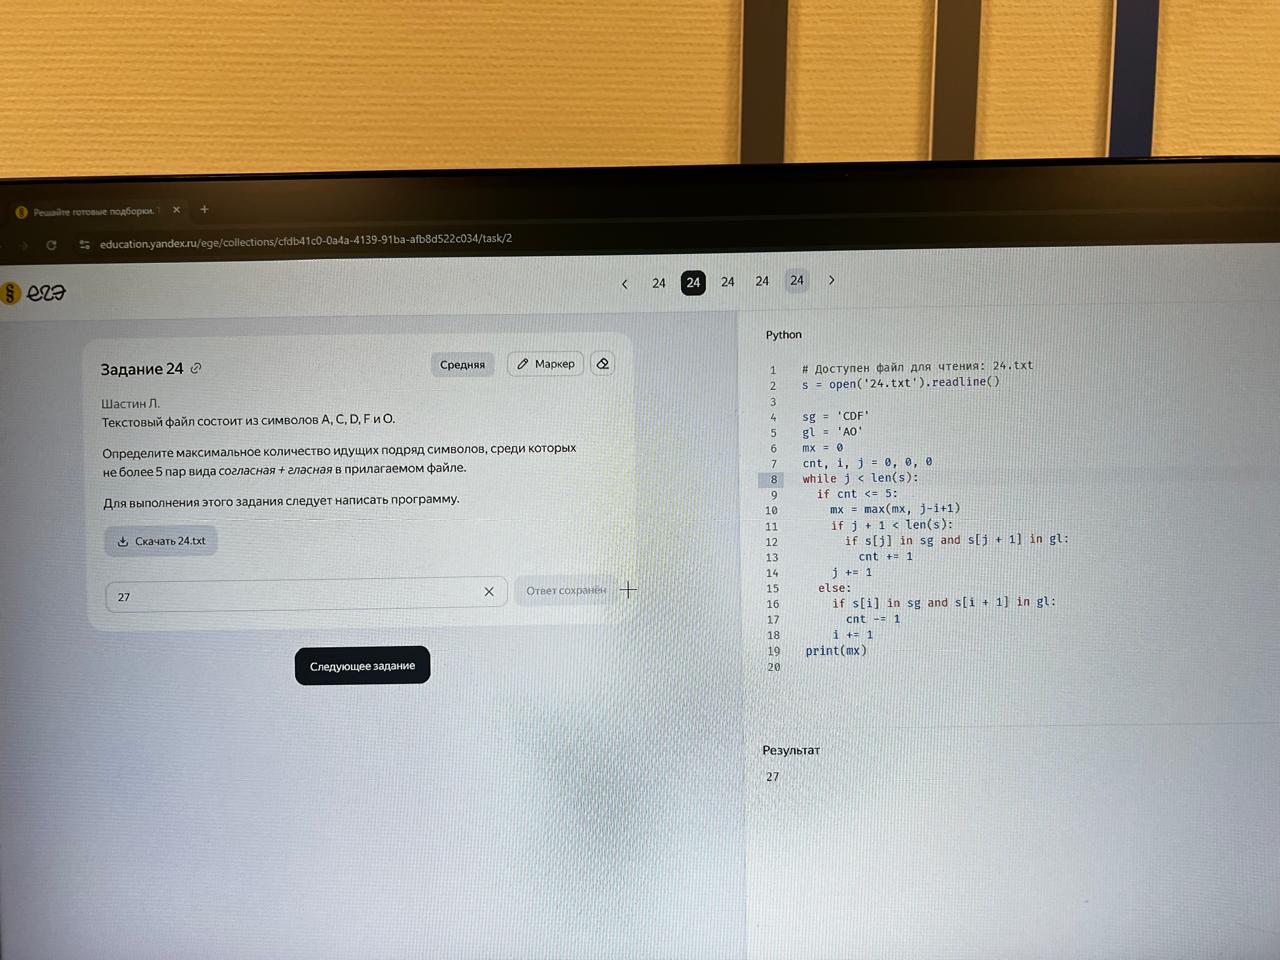 Решайте готовые подборки.
education.yandex.ru/ege/collections/cfdb41c0-0a4a-4139-91ba-afb8d522c034/task/2
§ егэ
24 24 24 24 24
Задание 24
Средняя
Маркер
Шастин Л.
Текстовый файл состоит из символов A, C, D, F и O.
Определите максимальное количество идущих подряд символов, среди которых
не более 5 пар вида согласная + гласная в прилагаемом файле.
Для выполнения этого задания следует написать программу.
Скачать 24.txt
27
Ответ сохранён
Следующее задание
Python
1 # Доступен файл для чтения: 24.txt
2 s = open('24.txt').readline()
3
4 sg = 'CDF'
5 gl = 'AO'
6 mx = 0
7 cnt, i, j = 0, 0, 0
8 while j < len(s):
9 if cnt <= 5:
10 mx = max(mx, j-i+1)
11 if j + 1 < len(s):
12 if s[j] in sg and s[j + 1] in gl:
13 cnt += 1
14 j += 1
15 else:
16 if s[i] in sg and s[i + 1] in gl:
17 cnt -= 1
18 i += 1
19 print(mx)
20
Результат
27